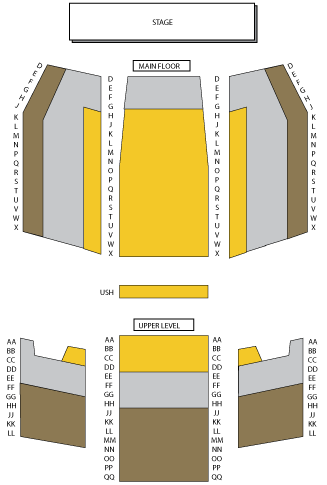 STAGE
MAIN FLOOR
D
E
F
G
H
J
K
L
M
N
P
Q
R
S
T
U
V
W
X
D
E
F
G
H
J
K
L
M
N
O
P
Q
R
S
T
U
V
W
X
D
E
F
G
H
J
K
L
M
N
O
P
Q
R
S
T
U
V
W
X
D
E
F
G
H
J
K
L
M
N
P
Q
R
S
T
U
V
W
X
USH
UPPER LEVEL
AA
BB
CC
DD
EE
FF
GG
HH
JJ
KK
LL
AA
BB
CC
DD
EE
FF
GG
HH
JJ
KK
LL
MM
NN
OO
PP
QQ
AA
BB
CC
DD
EE
FF
GG
HH
JJ
KK
LL
MM
NN
OO
PP
QQ
AA
BB
CC
DD
EE
FF
GG
HH
JJ
KK
LL